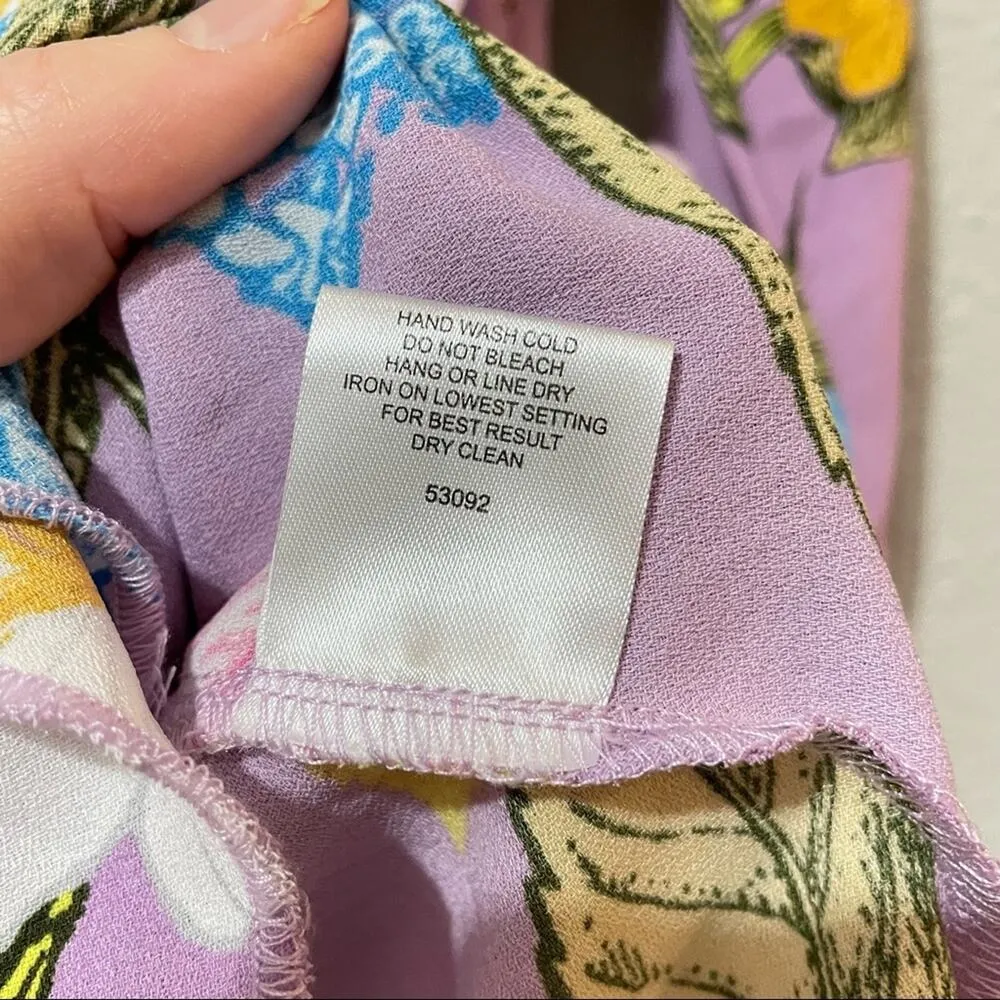 HAND WASH COLD
DO NOT BLEACH
HANG OR LINE DRY
IRON ON LOWEST SETTING
FOR BEST RESULT
DRY CLEAN
53092